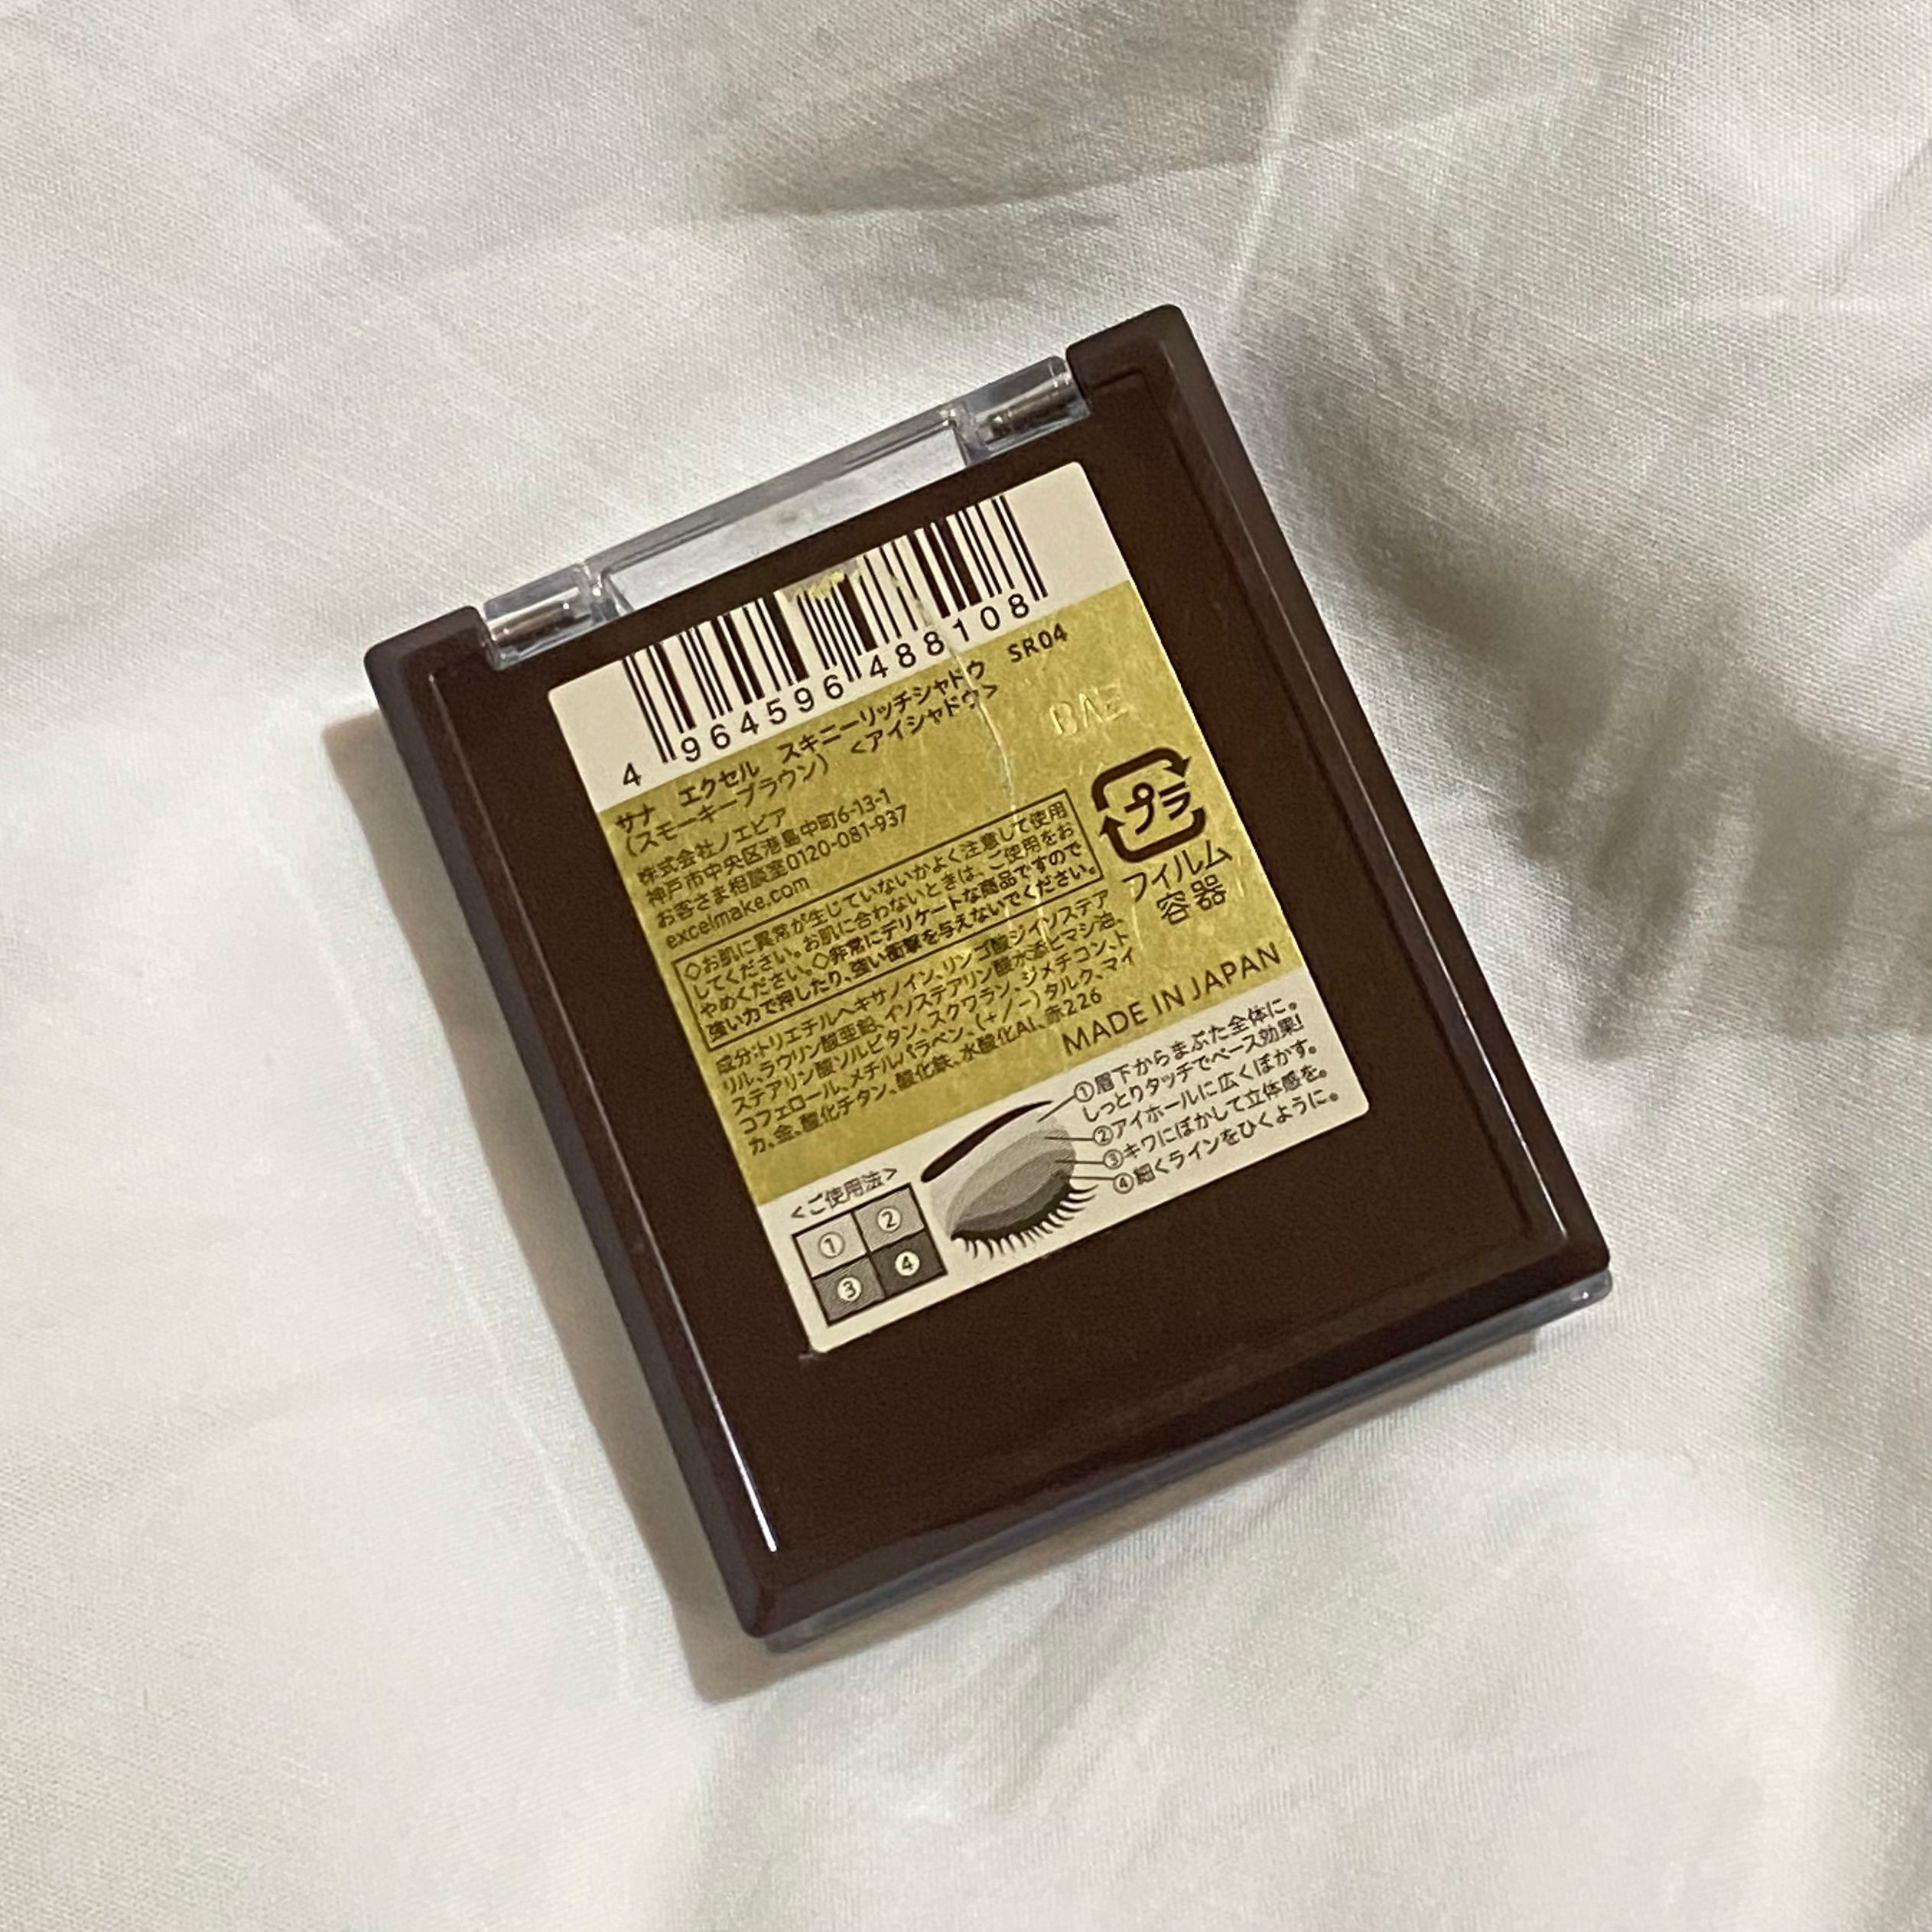 4 964596 488108
サナ エクセル スキニーリッチシャドウ SR04
(スモーキーブラウン) <アイシャドウ>
株式会社ノエビア
神戸市中央区港島中町6-13-1
お客さま相談室0120-081-937
excelmake.com
◇お肌に異常が生じていないかよく注意して使用
してください。お肌に合わないときは、ご使用をお
やめください。◇非常にデリケートな商品ですので
強い力で押したり、強い衝撃を与えないでください。
成分:トリエチルヘキサノイン、リンゴ酸ジイソステア
リル、ラウリン酸亜鉛、イソステアリン酸水添ヒマシ油、
ステアリン酸ソルビタン、スクワラン、ジメチコン、ト
コフェロール、メチルパラベン、(+/-)タルク、マイ
カ、金、酸化チタン、酸化鉄、水酸化Al、赤226
BAE
プラ
フィルム
容器
MADE IN JAPAN
<ご使用法>
① ②
③ ④
①眉下からまぶた全体に。
しっとりタッチでベース効果!
②アイホールに広くぼかす。
③キワにぼかして立体感を。
④細くラインをひくように。